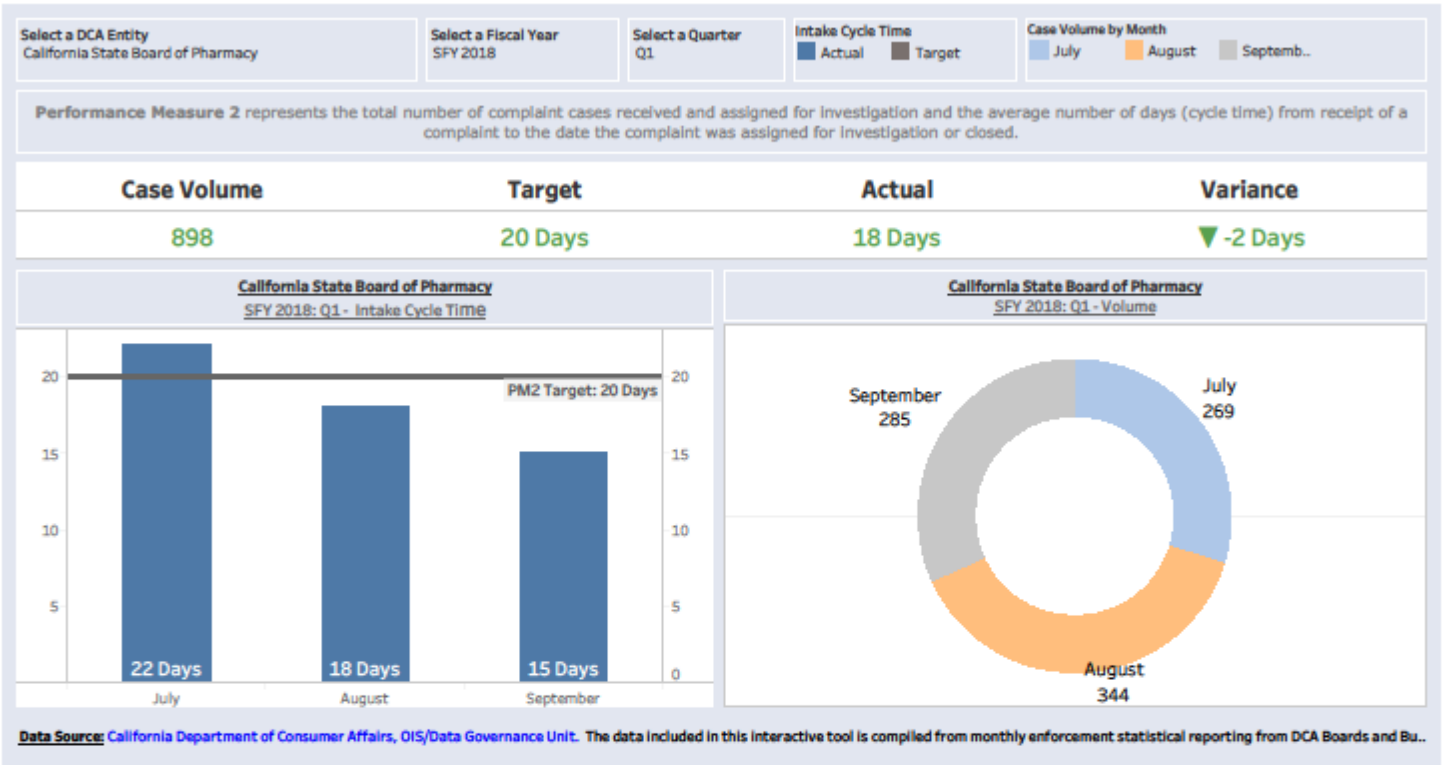 Select a DCA Entity
California State Board of Pharmacy
Select a Fiscal Year
SFY 2018
Select a Quarter
Q1
Intake Cycle Time
Actual
Target
Case Volume by Month
July
August
Septemb..
Performance Measure 2 represents the total number of complaint cases received and assigned for investigation and the average number of days (cycle time) from receipt of a
complaint to the date the complaint was assigned for investigation or closed.
Case Volume
Target
Actual
Variance
898
20 Days
18 Days
▼ -2 Days
California State Board of Pharmacy
SFY 2018: Q1 - Intake Cycle Time
20
15
10
5
PM2 Target: 20 Days
20
15
10
5
0
22 Days
18 Days
15 Days
July
August
September
California State Board of Pharmacy
SFY 2018: Q1 - Volume
September
285
July
269
August
344
Data Source: California Department of Consumer Affairs, OIS/Data Governance Unit. The data included in this interactive tool is compiled from monthly enforcement statistical reporting from DCA Boards and Bu..